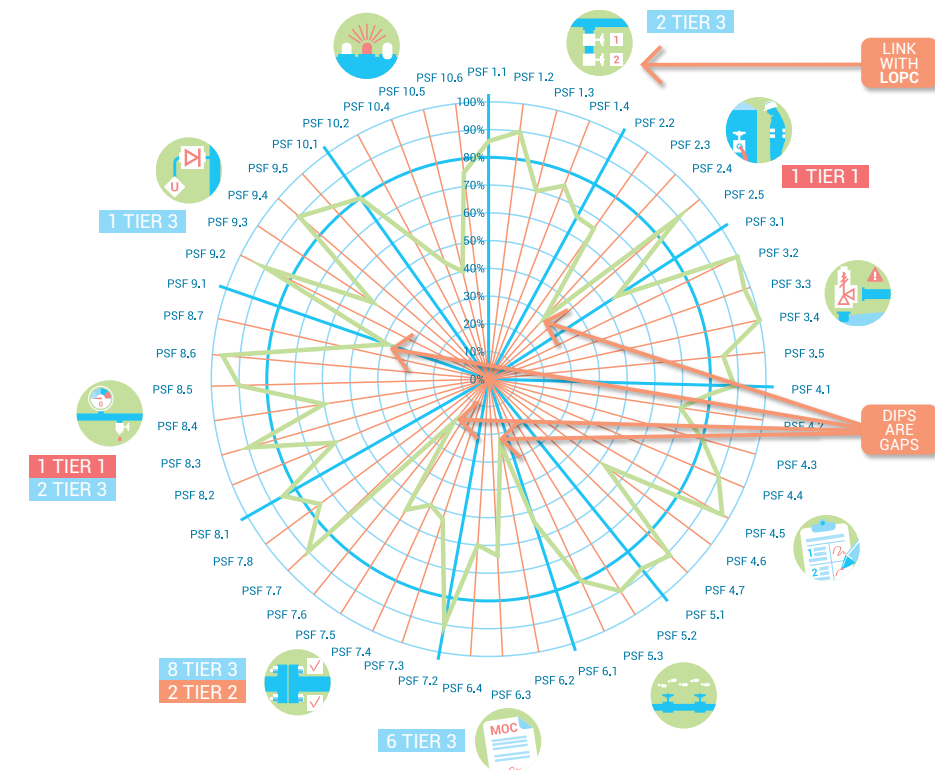 2 TIER 3
LINK
WITH
LOPC
1
2
PSF 1.1
PSF 1.2
PSF 1.3
PSF 1.4
PSF 2.2
PSF 2.3
PSF 2.4
PSF 2.5
1 TIER 1
PSF 3.1
PSF 3.2
PSF 3.3
PSF 3.4
PSF 3.5
PSF 4.1
PSF 4.2
PSF 4.3
PSF 4.4
PSF 4.5
PSF 4.6
PSF 4.7
DIPS
ARE
GAPS
1
2
PSF 5.1
PSF 5.2
PSF 5.3
PSF 6.1
PSF 6.2
PSF 6.3
PSF 6.4
MOC
6 TIER 3
PSF 7.2
PSF 7.3
PSF 7.4
PSF 7.5
PSF 7.6
PSF 7.7
PSF 7.8
8 TIER 3
2 TIER 2
PSF 8.1
PSF 8.2
PSF 8.3
PSF 8.4
PSF 8.5
PSF 8.6
PSF 8.7
0
1 TIER 1
2 TIER 3
PSF 9.1
PSF 9.2
PSF 9.3
PSF 9.4
PSF 9.5
U
1 TIER 3
PSF 10.1
PSF 10.2
PSF 10.4
PSF 10.5
PSF 10.6
100%
90%
80%
70%
60%
50%
40%
30%
20%
10%
0%